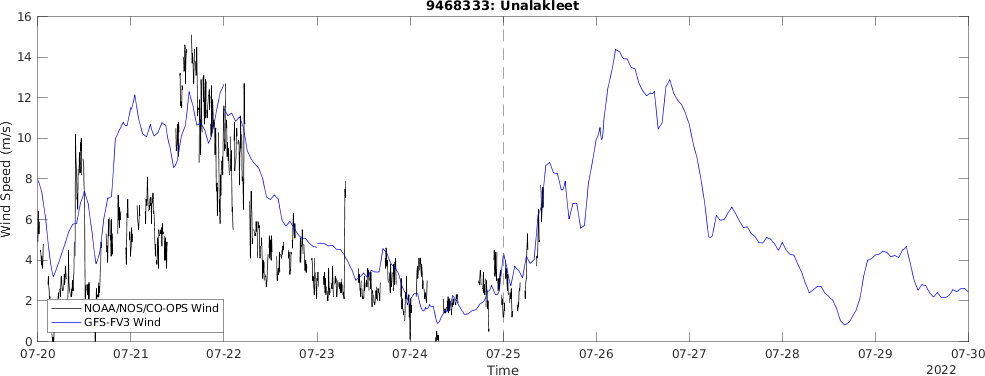 9468333: Unalakleet
Wind Speed (m/s)
16
14
12
10
8
6
4
2
0
NOAA/NOS/CO-OPS Wind
GFS-FV3 Wind
07-20 07-21 07-22 07-23 07-24 07-25 07-26 07-27 07-28 07-29 07-30
Time
2022